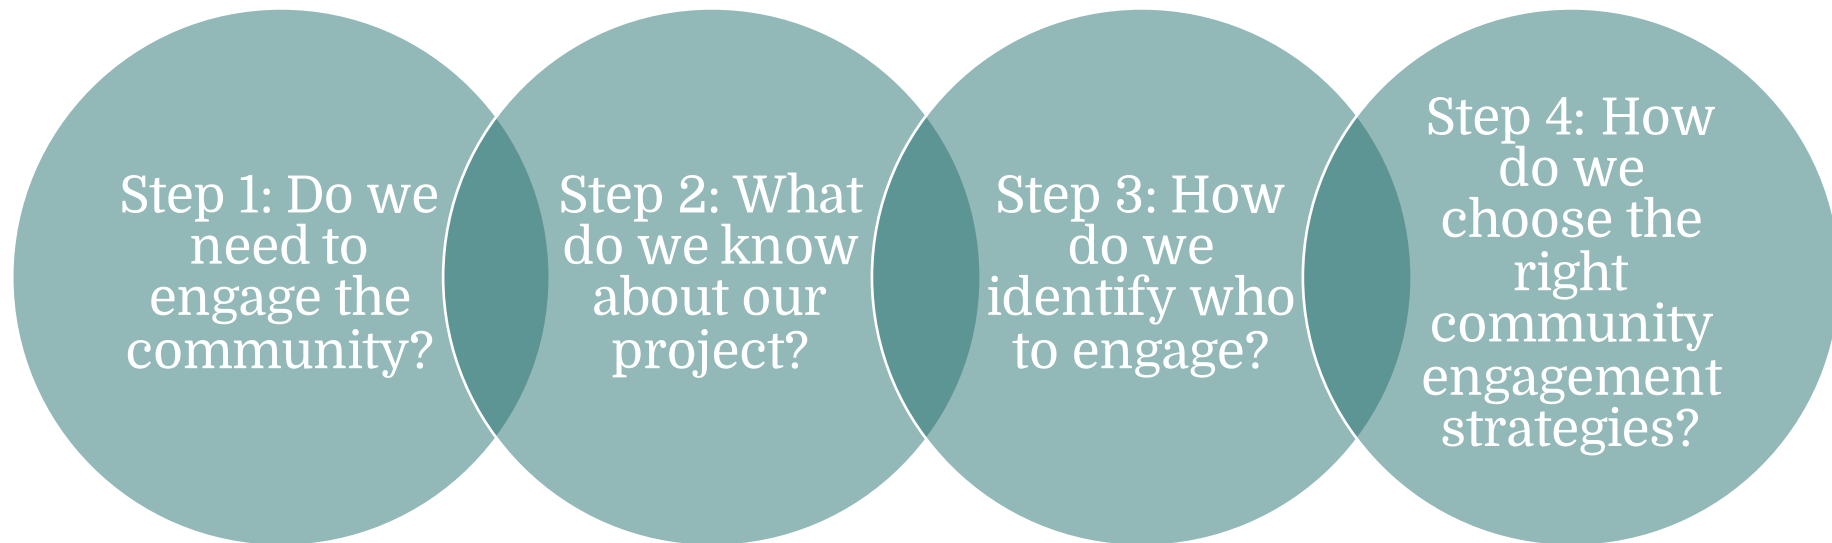 Step 1: Do we
need to
engage the
community?
Step 2: What
do we know
about our
project?
Step 3: How
do we
identify who
to engage?
Step 4: How
do we
choose the
right
community
engagement
strategies?